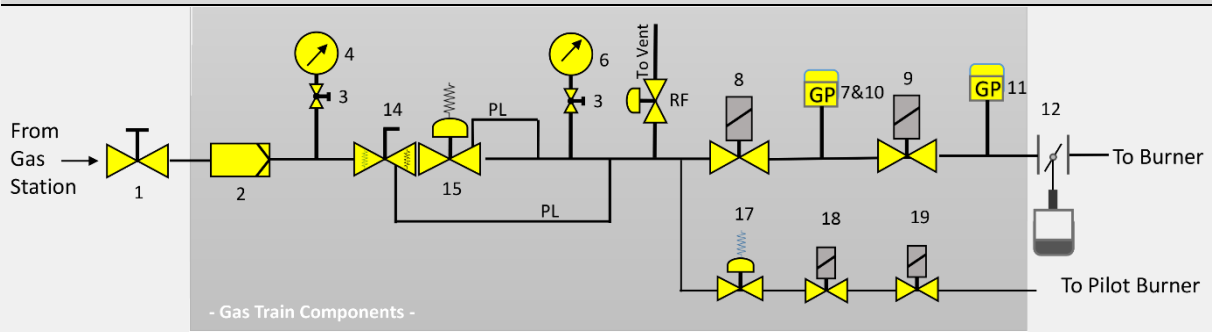 To Vent
4
6
8
9
GP 7&10
GP 11
3
3
RF
14
PL
12
From
Gas
Station
To Burner
1
2
15
PL
17
18
19
To Pilot Burner
- Gas Train Components -